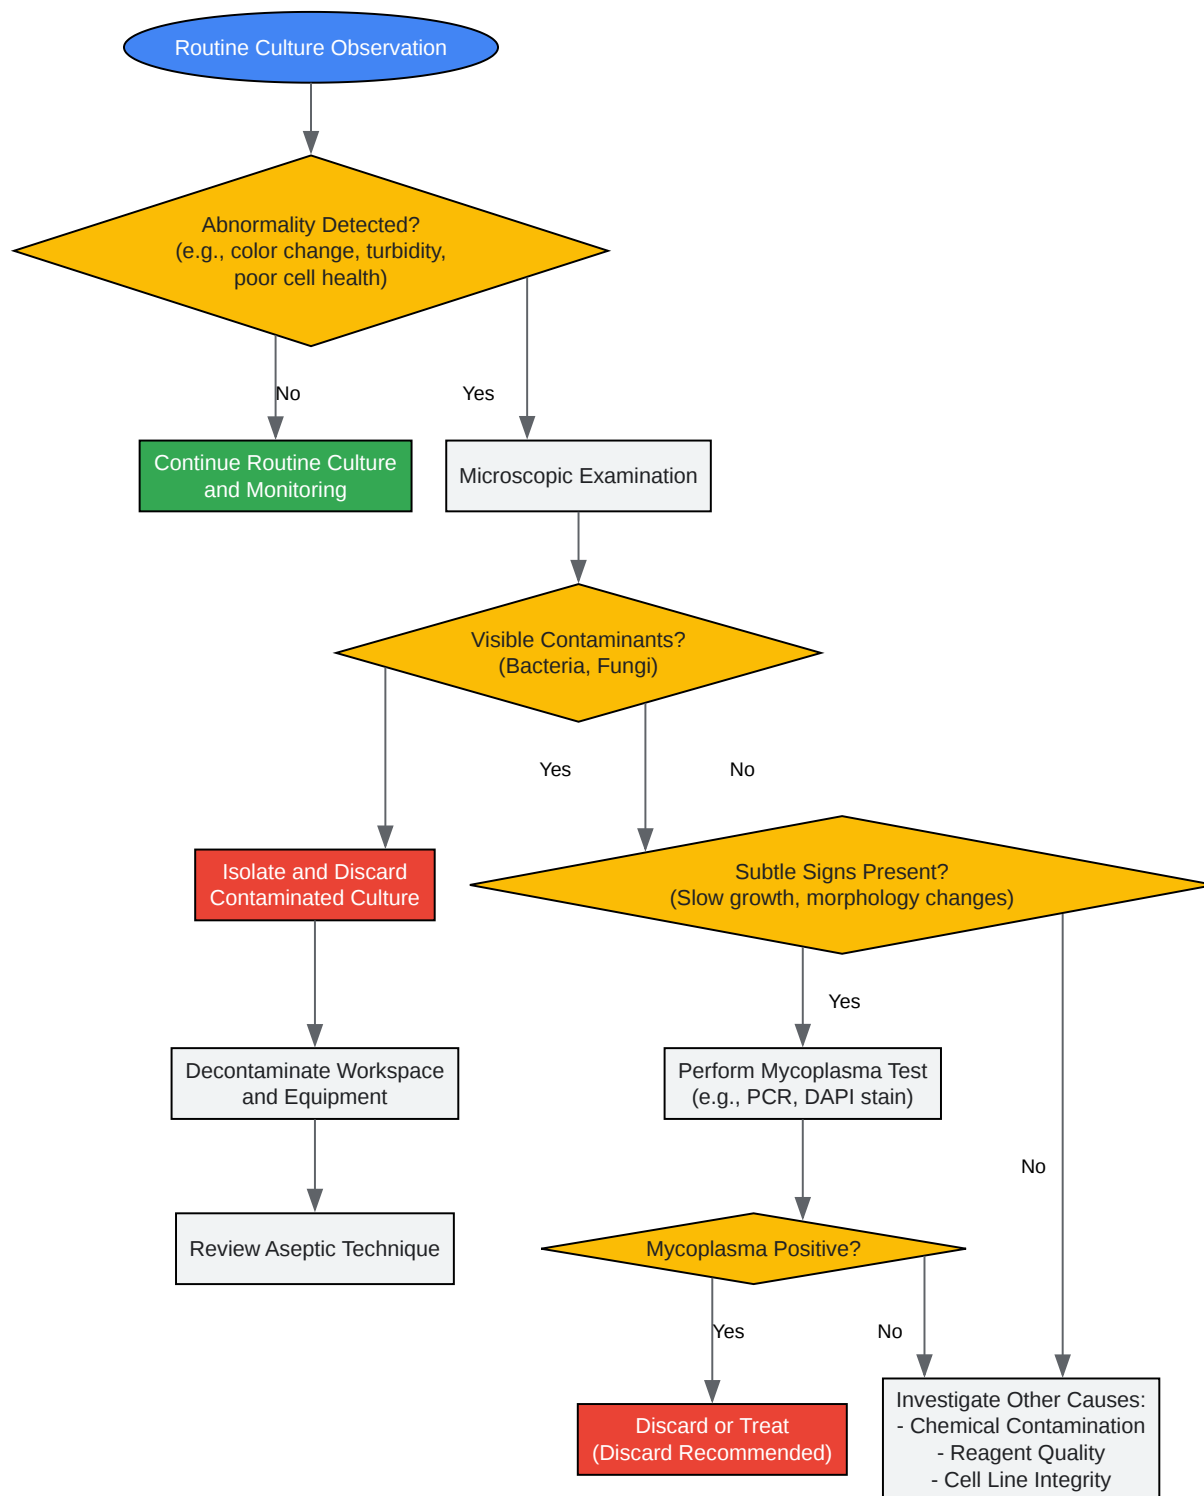 Routine Culture Observation
Abnormality Detected?
(e.g., color change, turbidity,
poor cell health)
No
Yes
Continue Routine Culture
and Monitoring
Microscopic Examination
Visible Contaminants?
(Bacteria, Fungi)
Yes
No
Isolate and Discard
Contaminated Culture
Subtle Signs Present?
(Slow growth, morphology changes)
Yes
Decontaminate Workspace
and Equipment
Perform Mycoplasma Test
(e.g., PCR, DAPI stain)
No
Review Aseptic Technique
Mycoplasma Positive?
Yes
No
Discard or Treat
(Discard Recommended)
Investigate Other Causes:
- Chemical Contamination
- Reagent Quality
- Cell Line Integrity